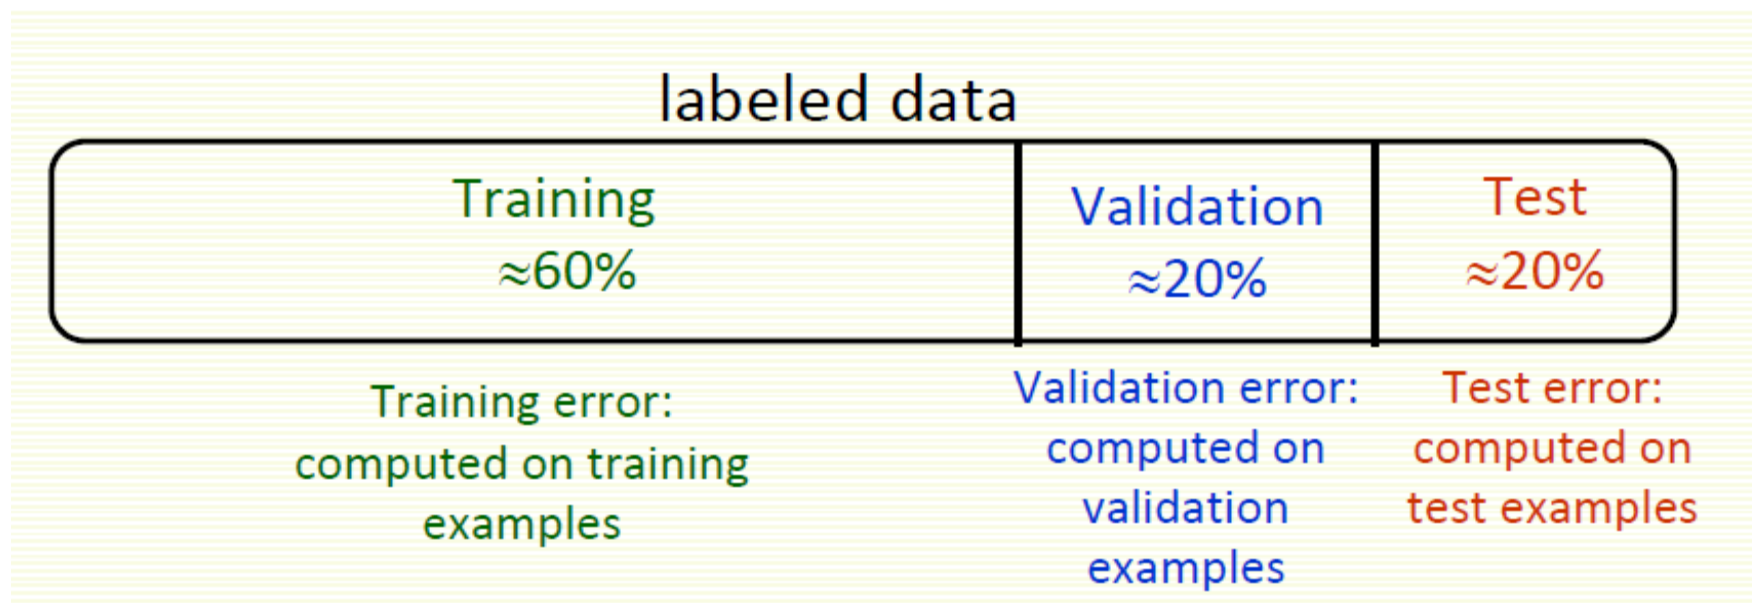 labeled data
Training
≈60%
Validation
≈20%
Test
≈20%
Training error:
computed on training
examples
Validation error:
computed on
validation
examples
Test error:
computed on
test examples